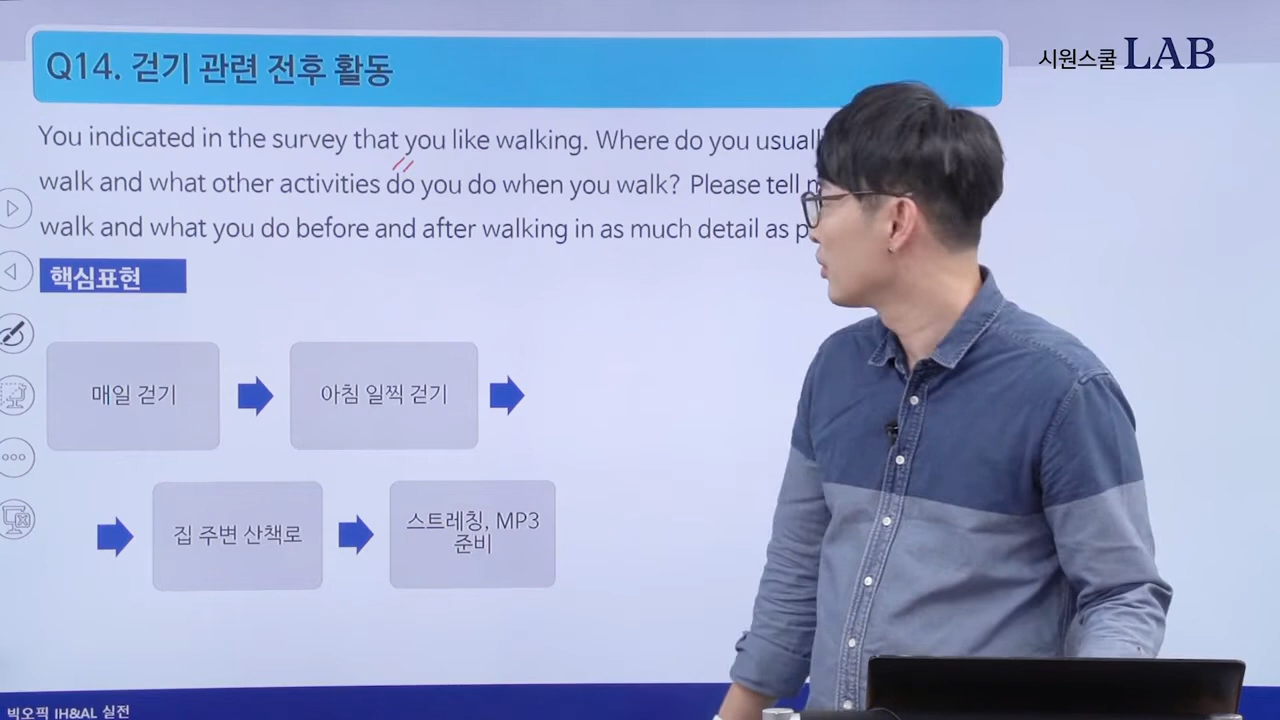 Q14. 걷기 관련 전후 활동
시원스쿨 LAB
You indicated in the survey that you like walking. Where do you
walk and what other activities do you do when you walk? Please tell
walk and what you do before and after walking in as much detail as
핵심표현
매일 걷기
아침 일찍 걷기
집 주변 산책로
스트레칭, MP3
준비
빅오픽 IH&AL 실전